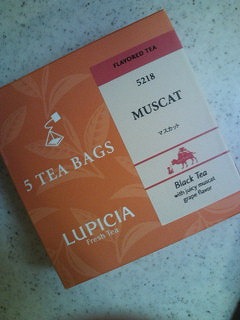 FLAVORED TEA
5218
MUSCAT
マスカット
Black Tea
with juicy muscat
grape flavor
5 TEA BAGS
LUPICIA
Fresh Tea